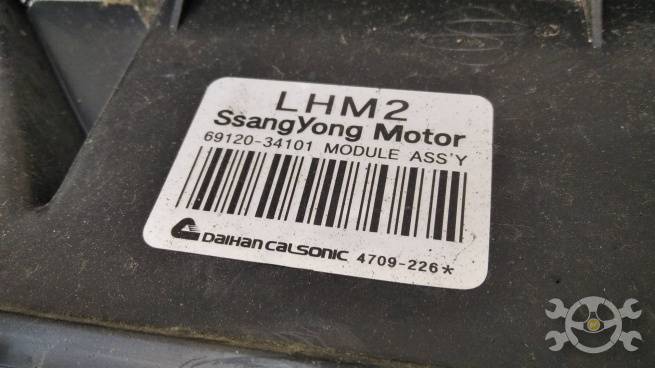 LHM2
SsangYong Motor
69120-34101 MODULE ASS'Y
DAIHAN CALSONIC 4709-226*